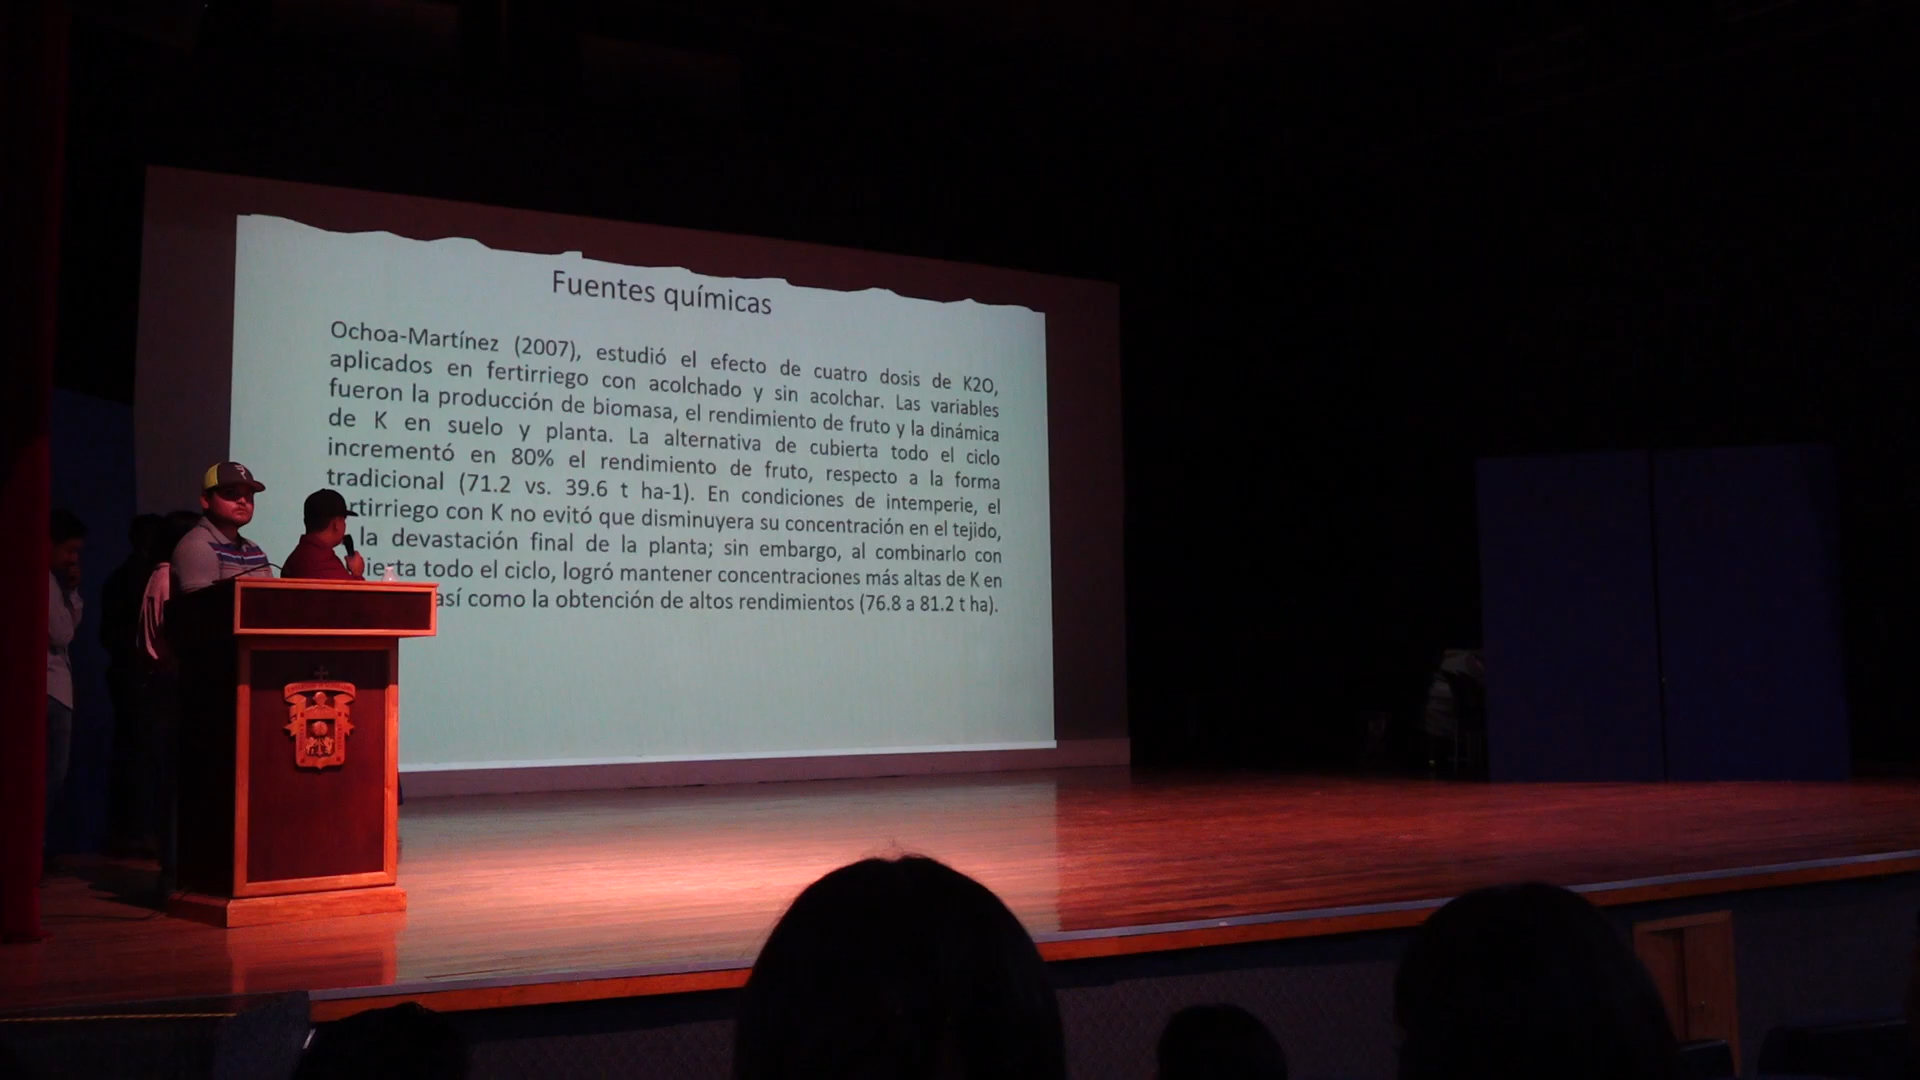 Fuentes químicas
Ochoa-Martínez (2007), estudió el efecto de cuatro dosis de K2O,
aplicados en fertirriego con acolchado y sin acolchar. Las variables
fueron la producción de biomasa, el rendimiento de fruto y la dinámica
de K en suelo y planta. La alternativa de cubierta todo el ciclo
incrementó en 80% el rendimiento de fruto, respecto a la forma
tradicional (71.2 vs. 39.6 t ha-1). En condiciones de intemperie, el
rtirriego con K no evitó que disminuyera su concentración en el tejido,
la devastación final de la planta; sin embargo, al combinarlo con
ierta todo el ciclo, logró mantener concentraciones más altas de K en
así como la obtención de altos rendimientos (76.8 a 81.2 t ha).